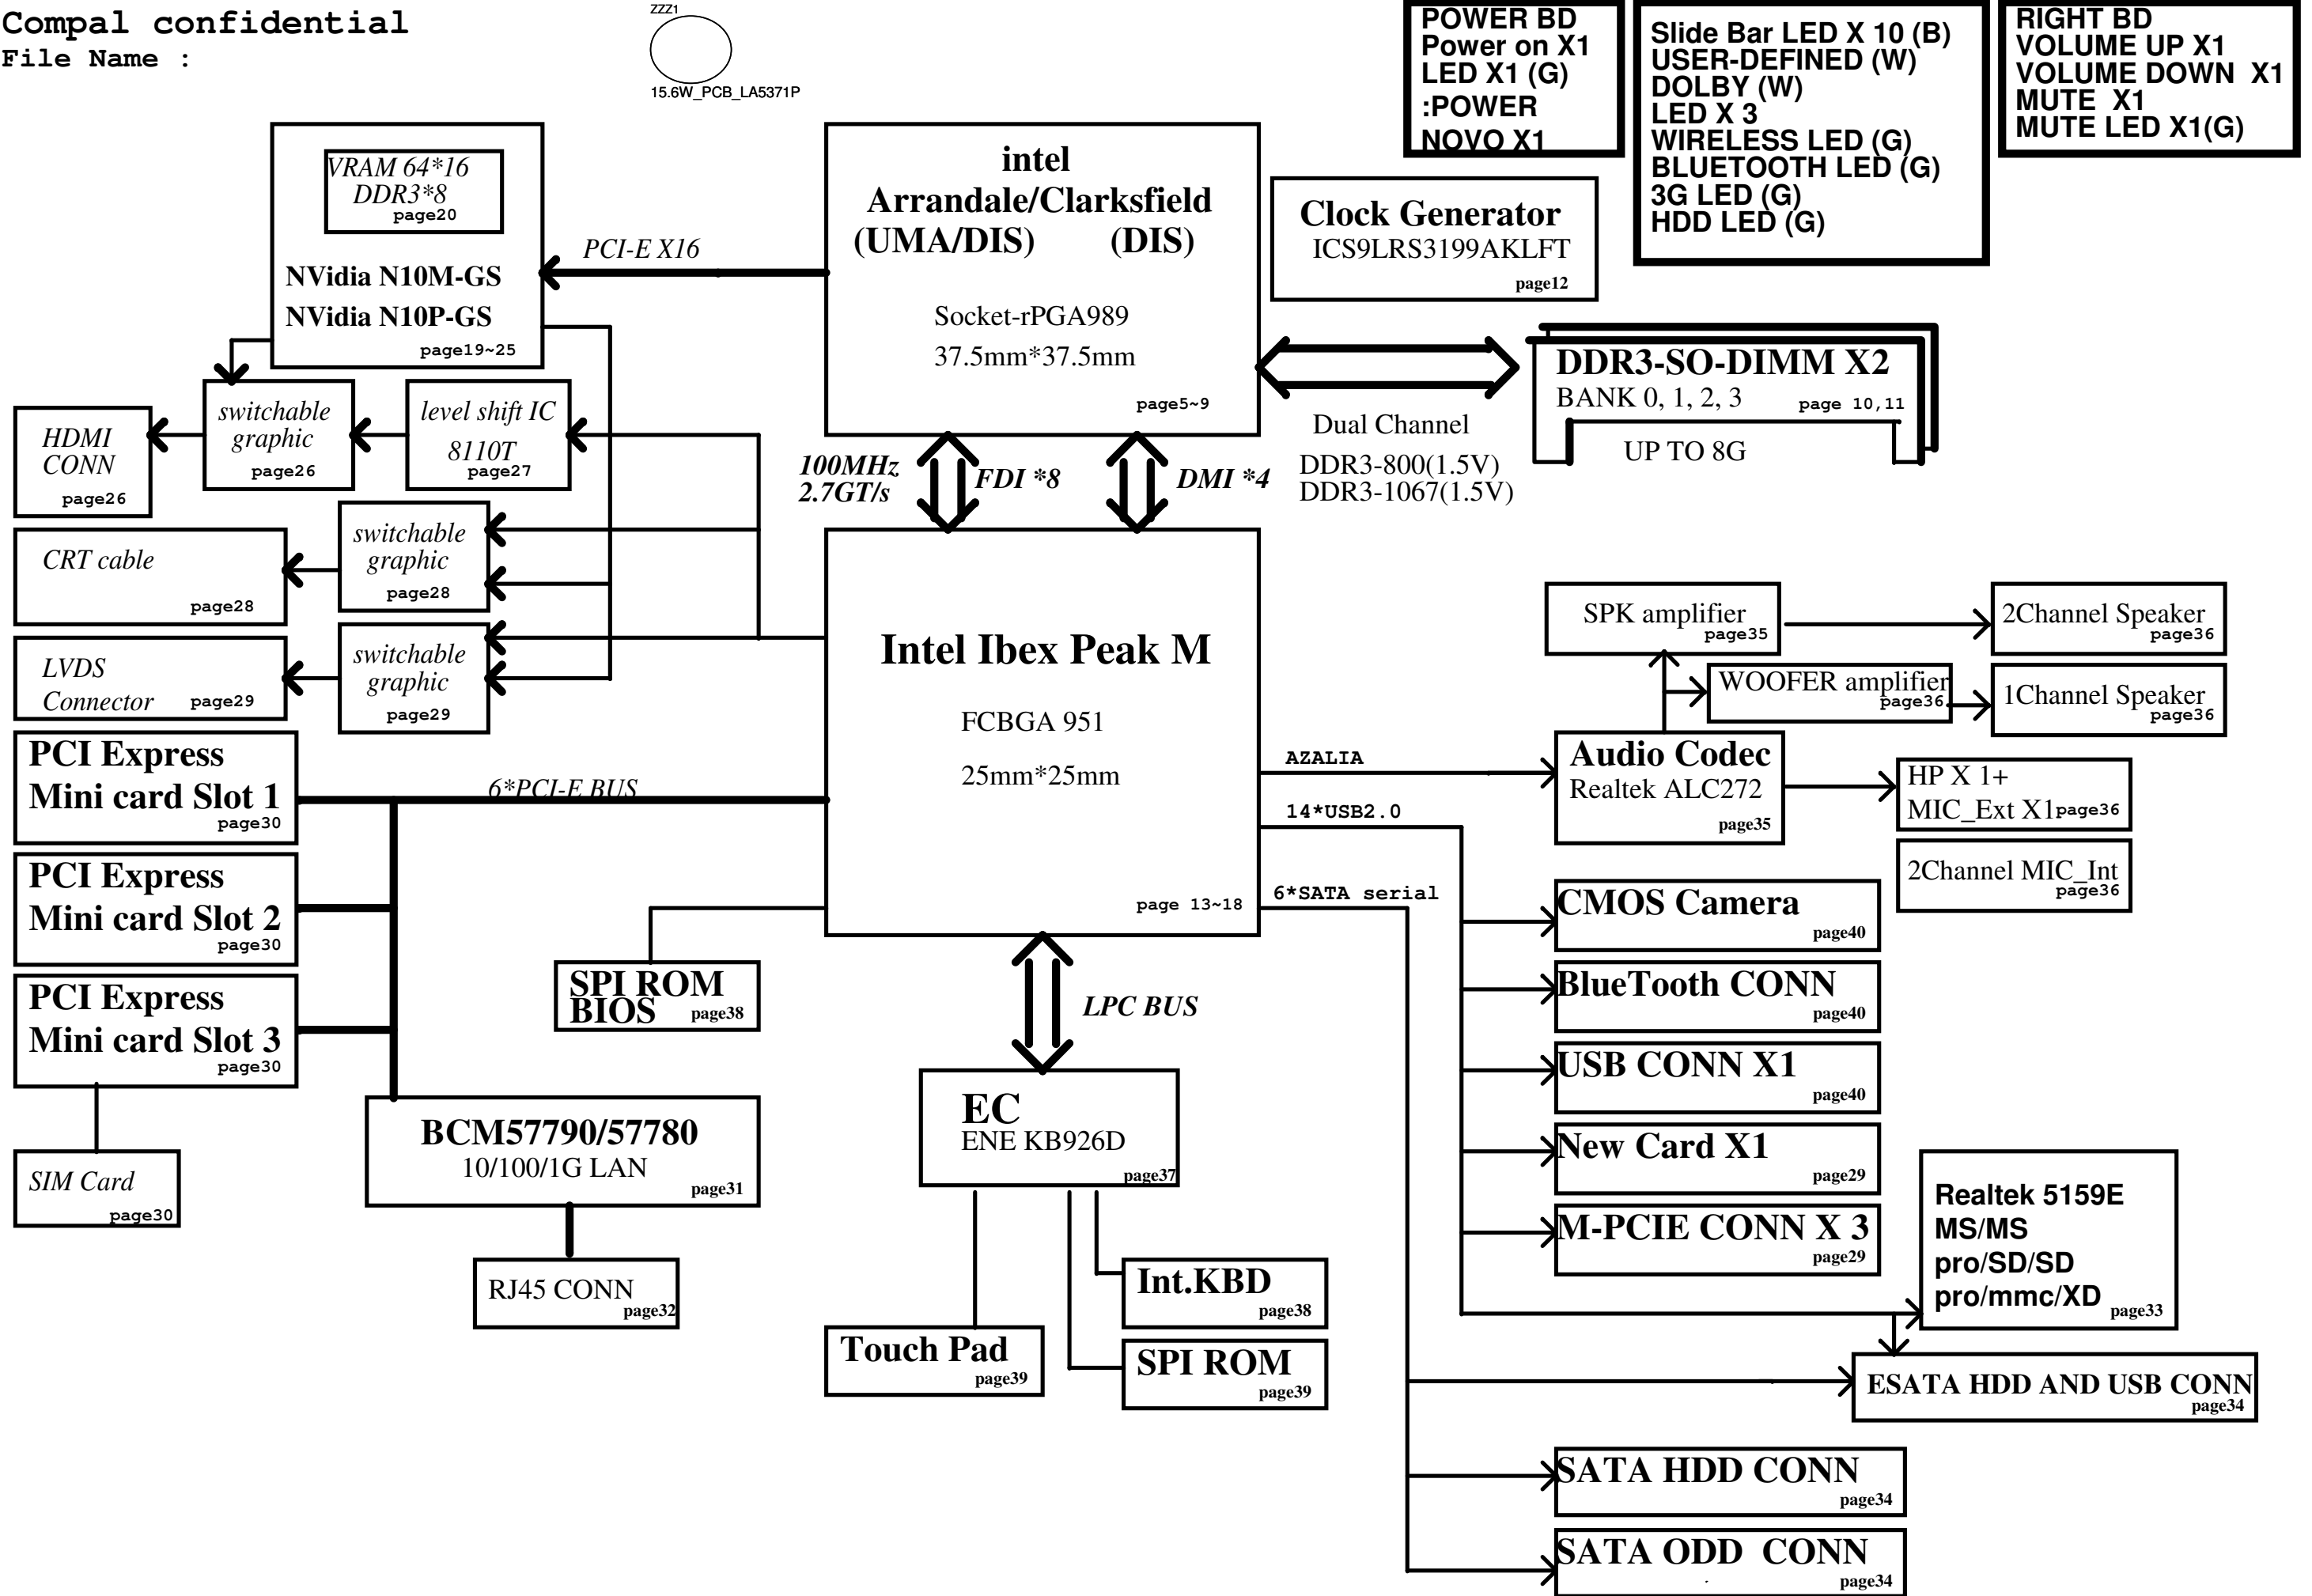 Compal confidential
File Name :
ZZZ1
15.6W_PCB_LA5371P
POWER BD
Power on X1
LED X1 (G)
:POWER
NOVO X1
Slide Bar LED X 10 (B)
USER-DEFINED (W)
DOLBY (W)
LED X 3
WIRELESS LED (G)
BLUETOOTH LED (G)
3G LED (G)
HDD LED (G)
RIGHT BD
VOLUME UP X1
VOLUME DOWN  X1
MUTE  X1
MUTE LED X1(G)
VRAM 64*16
DDR3*8
page20
NVidia N10M-GS
NVidia N10P-GS
page19~25
PCI-E X16
intel
Arrandale/Clarksfield
(UMA/DIS) (DIS)
Socket-rPGA989
37.5mm*37.5mm
page5~9
Clock Generator
ICS9LRS3199AKLFT
page12
DDR3-SO-DIMM X2
BANK 0, 1, 2, 3 page 10,11
UP TO 8G
Dual Channel
DDR3-800(1.5V)
DDR3-1067(1.5V)
HDMI
CONN
page26
switchable
graphic
page26
level shift IC
8110T
page27
100MHz
2.7GT/s
FDI *8
DMI *4
CRT cable
page28
switchable
graphic
page28
LVDS
Connector page29
switchable
graphic
page29
Intel Ibex Peak M
FCBGA 951
25mm*25mm
page 13~18
SPK amplifier
page35
2Channel Speaker
page36
WOOFER amplifier
page36
1Channel Speaker
page36
AZALIA
Audio Codec
Realtek ALC272
page35
HP X 1+
MIC_Ext X1page36
2Channel MIC_Int
page36
14*USB2.0
6*SATA serial
PCI Express
Mini card Slot 1
page30
6*PCI-E BUS
PCI Express
Mini card Slot 2
page30
PCI Express
Mini card Slot 3
page30
SIM Card
page30
SPI ROM
BIOS page38
LPC BUS
BCM57790/57780
10/100/1G LAN
page31
RJ45 CONN
page32
EC
ENE KB926D
page37
Int.KBD
page38
Touch Pad
page39
SPI ROM
page39
CMOS Camera
page40
BlueTooth CONN
page40
USB CONN X1
page40
New Card X1
page29
M-PCIE CONN X 3
page29
Realtek 5159E
MS/MS
pro/SD/SD
pro/mmc/XD page33
ESATA HDD AND USB CONN
page34
SATA HDD CONN
page34
SATA ODD  CONN
page34